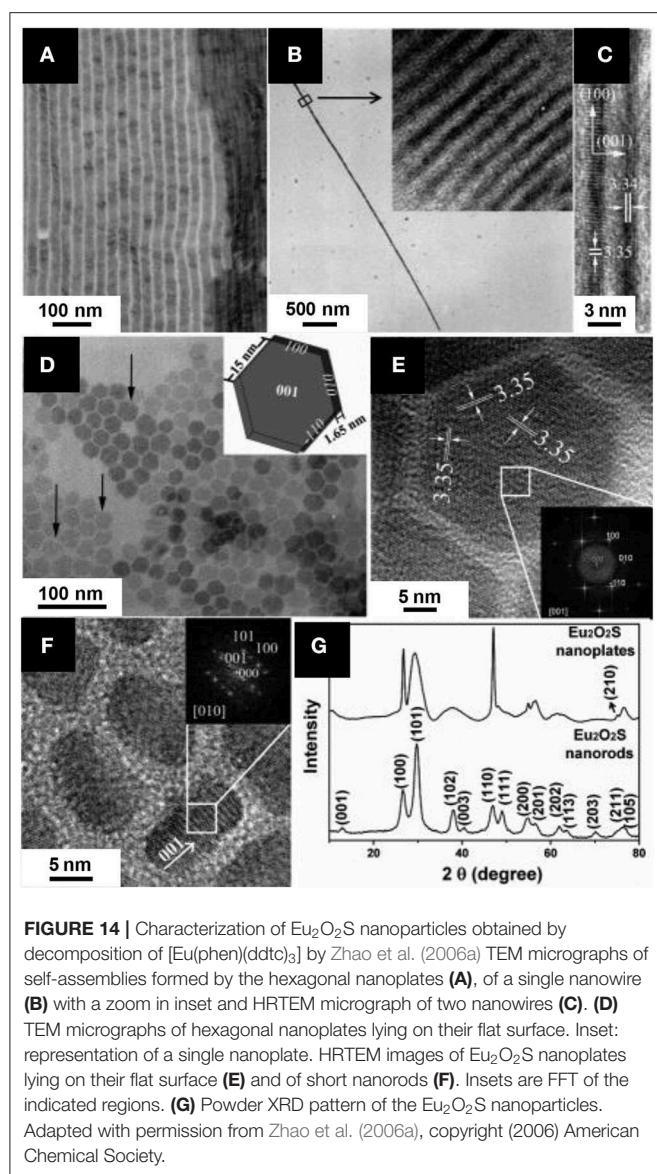 A
100 nm
B
500 nm
C
(100)
(001)
3.34
3.35
3 nm
D
~15 nm
100
010
001
-110
1.65 nm
100 nm
E
3.35
3.35
3.35
100
010
-110
[001]
5 nm
F
101
001
100
000
[010]
001
5 nm
G
Eu₂O₂S
nanoplates
(210)
Eu₂O₂S
nanorods
(001)
(100)
(101)
(102)
(003)
(110)
(111)
(200)
(201)
(202)
(113)
(203)
(211)
(105)
Intensity
20
40
60
80
2 θ (degree)
FIGURE 14 | Characterization of Eu₂O₂S nanoparticles obtained by
decomposition of [Eu(phen)(ddtc)₃] by Zhao et al. (2006a) TEM micrographs of
self-assemblies formed by the hexagonal nanoplates (A), of a single nanowire
(B) with a zoom in inset and HRTEM micrograph of two nanowires (C). (D)
TEM micrographs of hexagonal nanoplates lying on their flat surface. Inset:
representation of a single nanoplate. HRTEM images of Eu₂O₂S nanoplates
lying on their flat surface (E) and of short nanorods (F). Insets are FFT of the
indicated regions. (G) Powder XRD pattern of the Eu₂O₂S nanoparticles.
Adapted with permission from Zhao et al. (2006a), copyright (2006) American
Chemical Society.